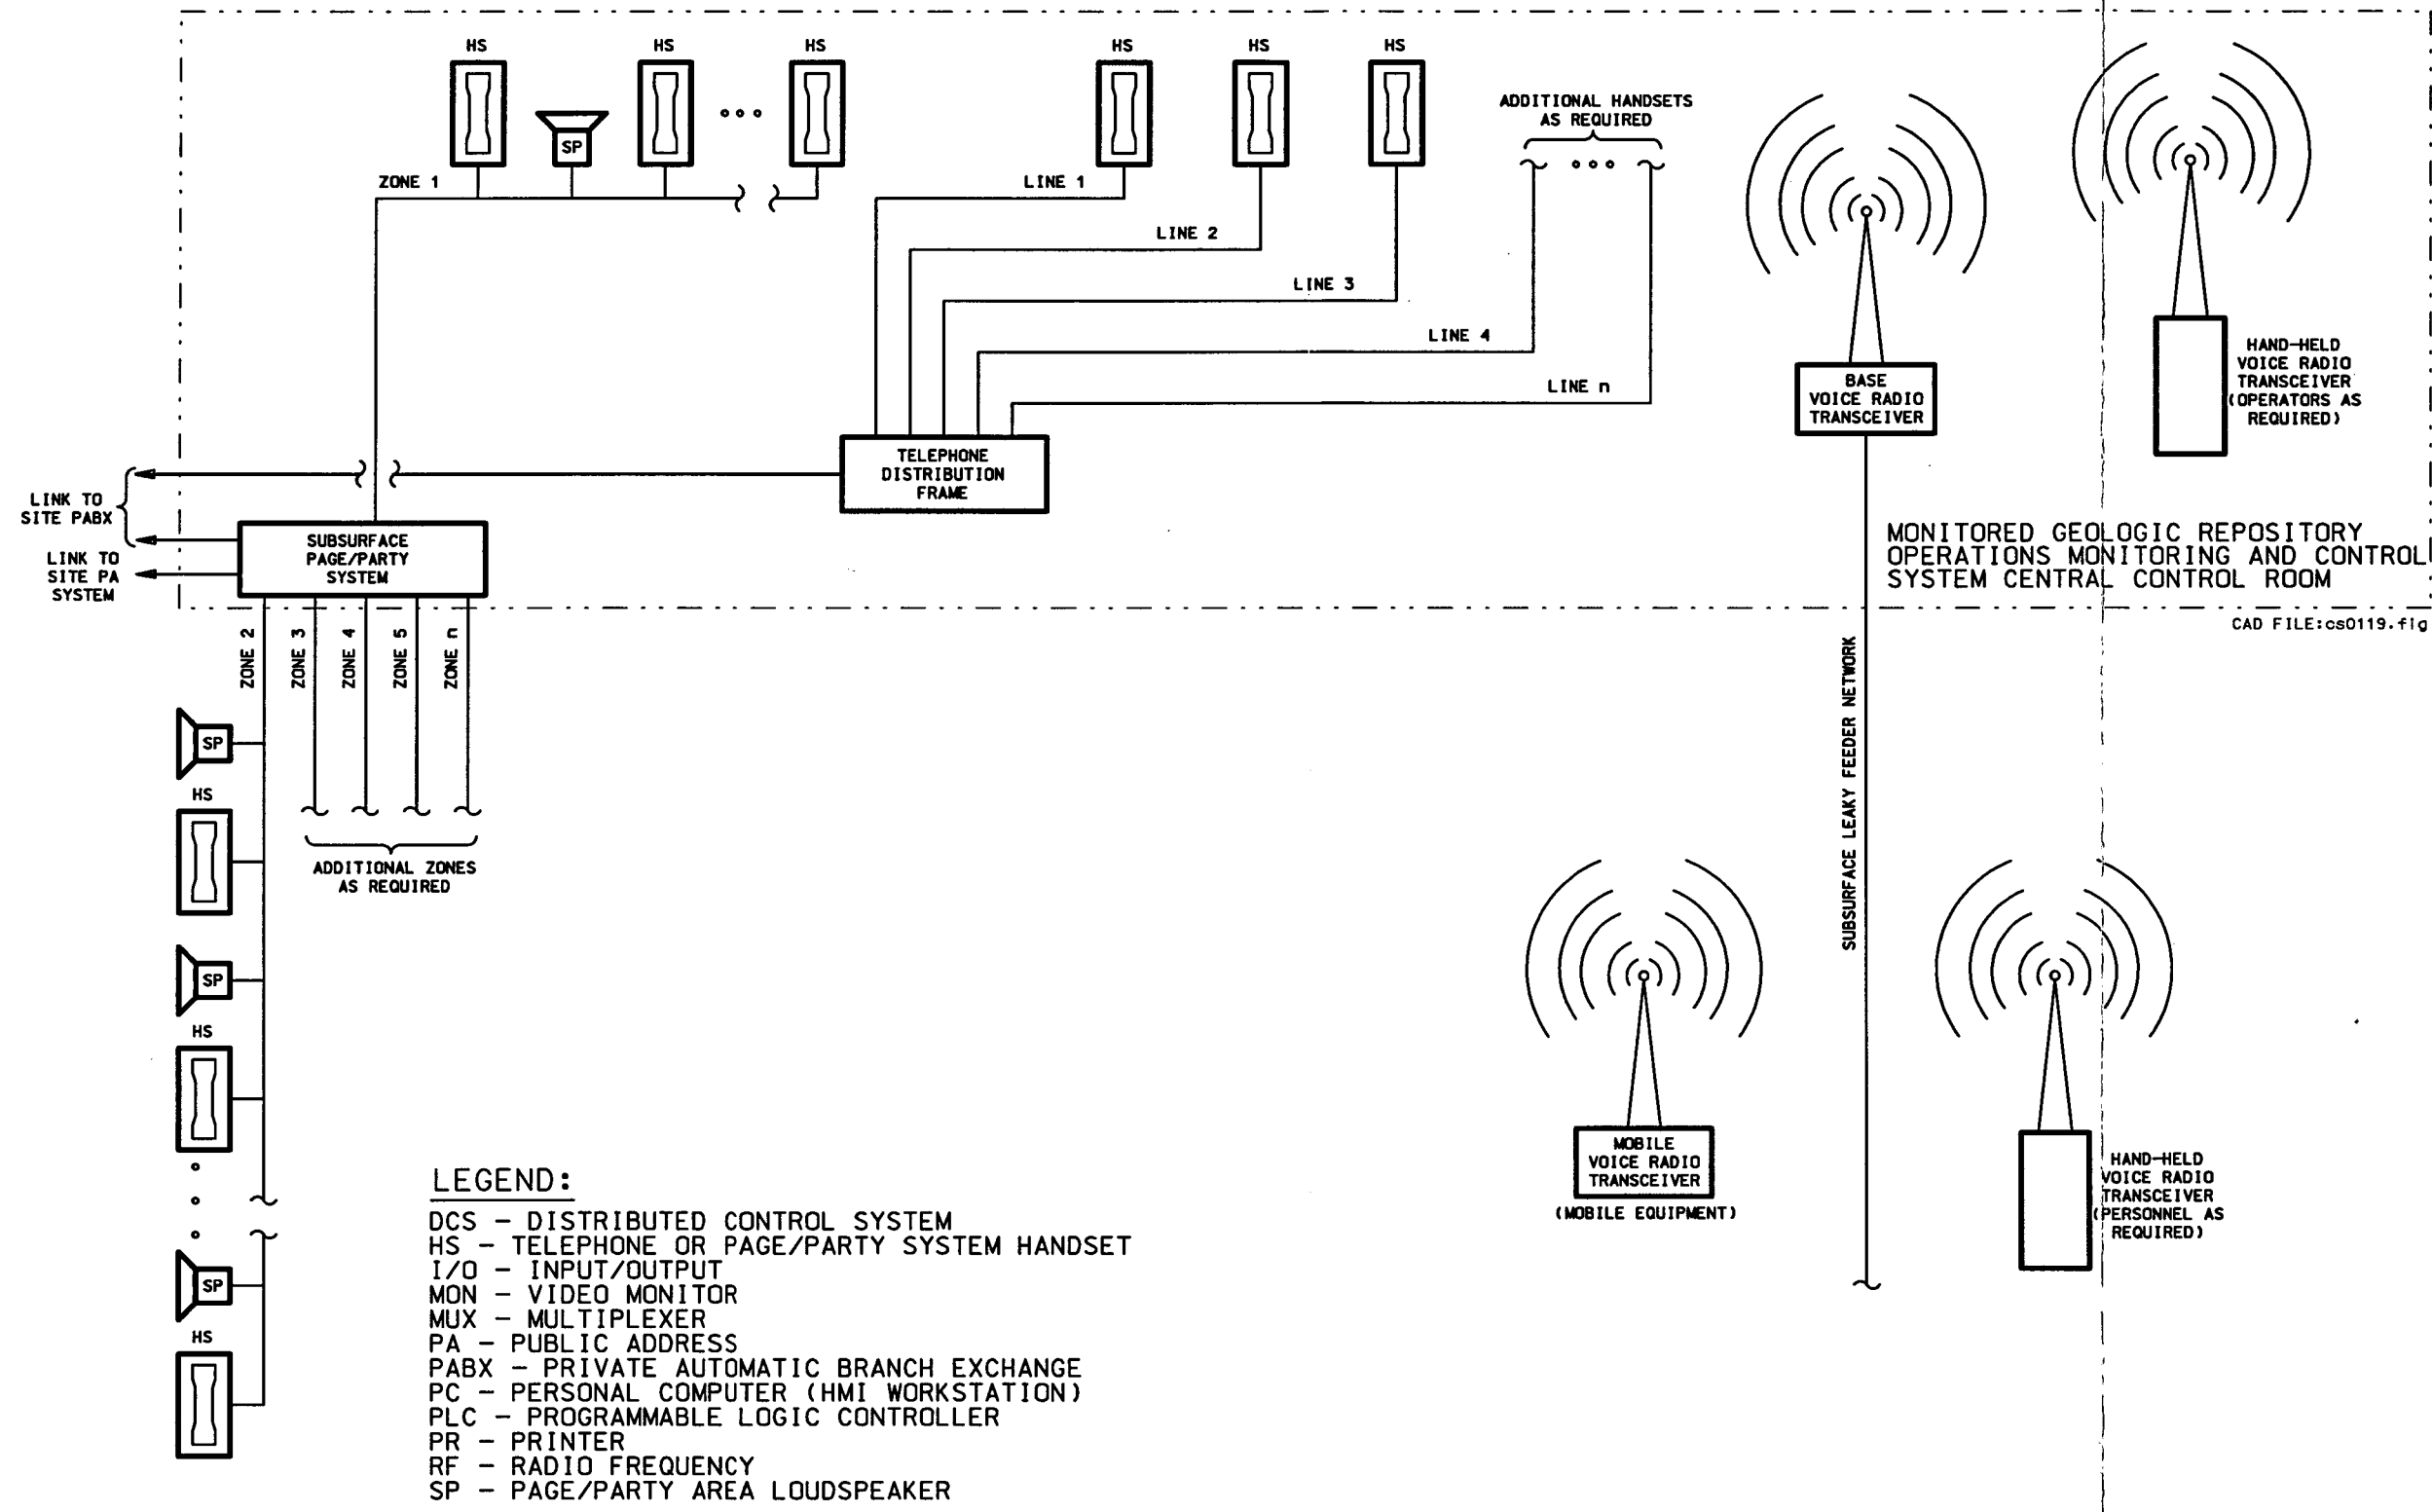 HS
HS
HS
HS
HS
HS
SP
ADDITIONAL HANDSETS
AS REQUIRED
ZONE 1
LINE 1
LINE 2
LINE 3
LINE 4
LINE n
BASE
VOICE RADIO
TRANSCEIVER
HAND-HELD
VOICE RADIO
TRANSCEIVER
(OPERATORS AS
REQUIRED)
TELEPHONE
DISTRIBUTION
FRAME
LINK TO
SITE PABX
LINK TO
SITE PA
SYSTEM
SUBSURFACE
PAGE/PARTY
SYSTEM
MONITORED GEOLOGIC REPOSITORY
OPERATIONS MONITORING AND CONTROL
SYSTEM CENTRAL CONTROL ROOM
CAD FILE:cs0119.fig
ZONE 2
ZONE 3
ZONE 4
ZONE 5
ZONE n
SP
HS
ADDITIONAL ZONES
AS REQUIRED
SP
HS
SP
HS
SUBSURFACE LEAKY FEEDER NETWORK
MOBILE
VOICE RADIO
TRANSCEIVER
(MOBILE EQUIPMENT)
HAND-HELD
VOICE RADIO
TRANSCEIVER
(PERSONNEL AS
REQUIRED)
LEGEND:
DCS - DISTRIBUTED CONTROL SYSTEM
HS - TELEPHONE OR PAGE/PARTY SYSTEM HANDSET
I/O - INPUT/OUTPUT
MON - VIDEO MONITOR
MUX - MULTIPLEXER
PA - PUBLIC ADDRESS
PABX - PRIVATE AUTOMATIC BRANCH EXCHANGE
PC - PERSONAL COMPUTER (HMI WORKSTATION)
PLC - PROGRAMMABLE LOGIC CONTROLLER
PR - PRINTER
RF - RADIO FREQUENCY
SP - PAGE/PARTY AREA LOUDSPEAKER